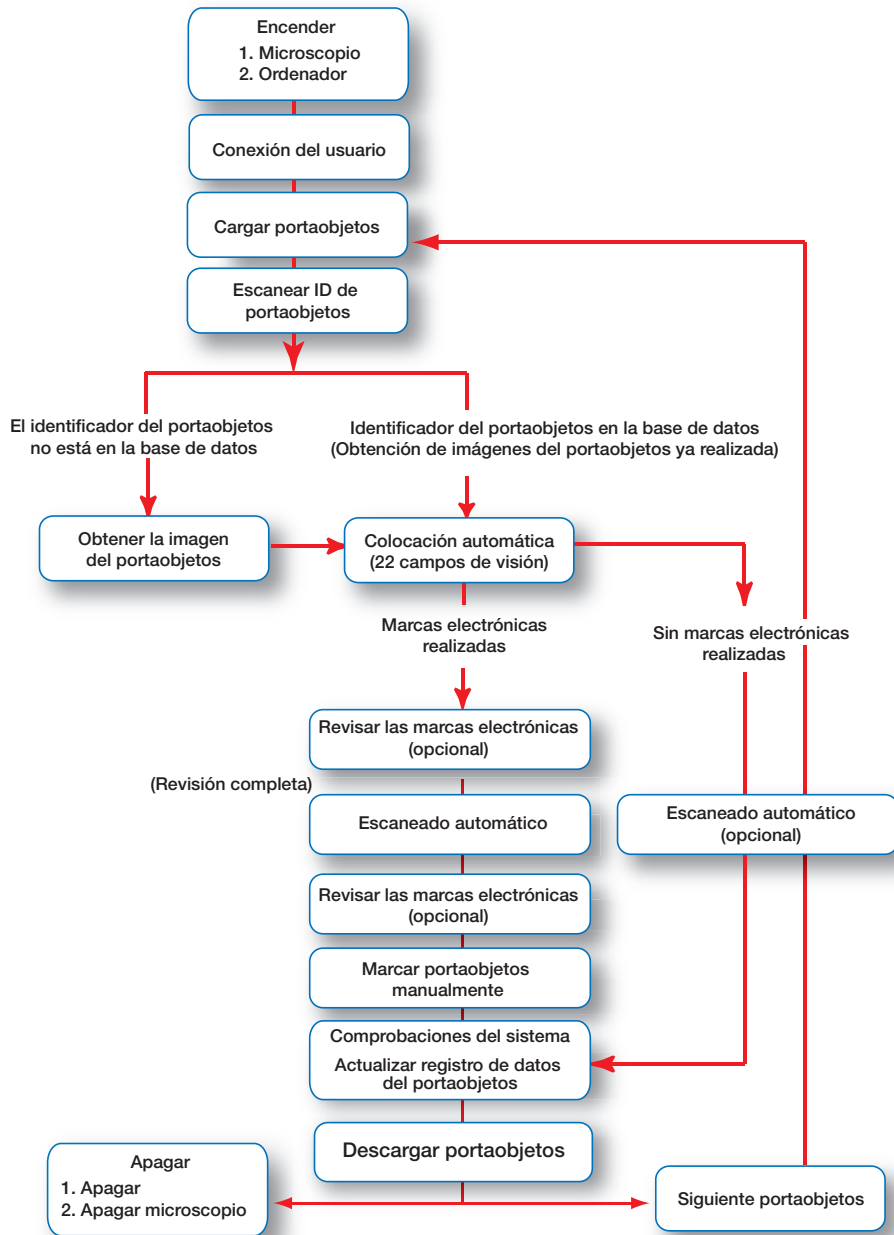 Encender
1. Microscopio
2. Ordenador
Conexión del usuario
Cargar portaobjetos
Escanear ID de
portaobjetos
El identificador del portaobjetos
no está en la base de datos
Identificador del portaobjetos en la base de datos
(Obtención de imágenes del portaobjetos ya realizada)
Obtener la imagen
del portaobjetos
Colocación automática
(22 campos de visión)
Marcas electrónicas
realizadas
Sin marcas electrónicas
realizadas
Revisar las marcas electrónicas
(opcional)
(Revisión completa)
Escaneado automático
Escaneado automático
(opcional)
Revisar las marcas electrónicas
(opcional)
Marcar portaobjetos
manualmente
Comprobaciones del sistema
Actualizar registro de datos
del portaobjetos
Descargar portaobjetos
Apagar
1. Apagar
2. Apagar microscopio
Siguiente portaobjetos